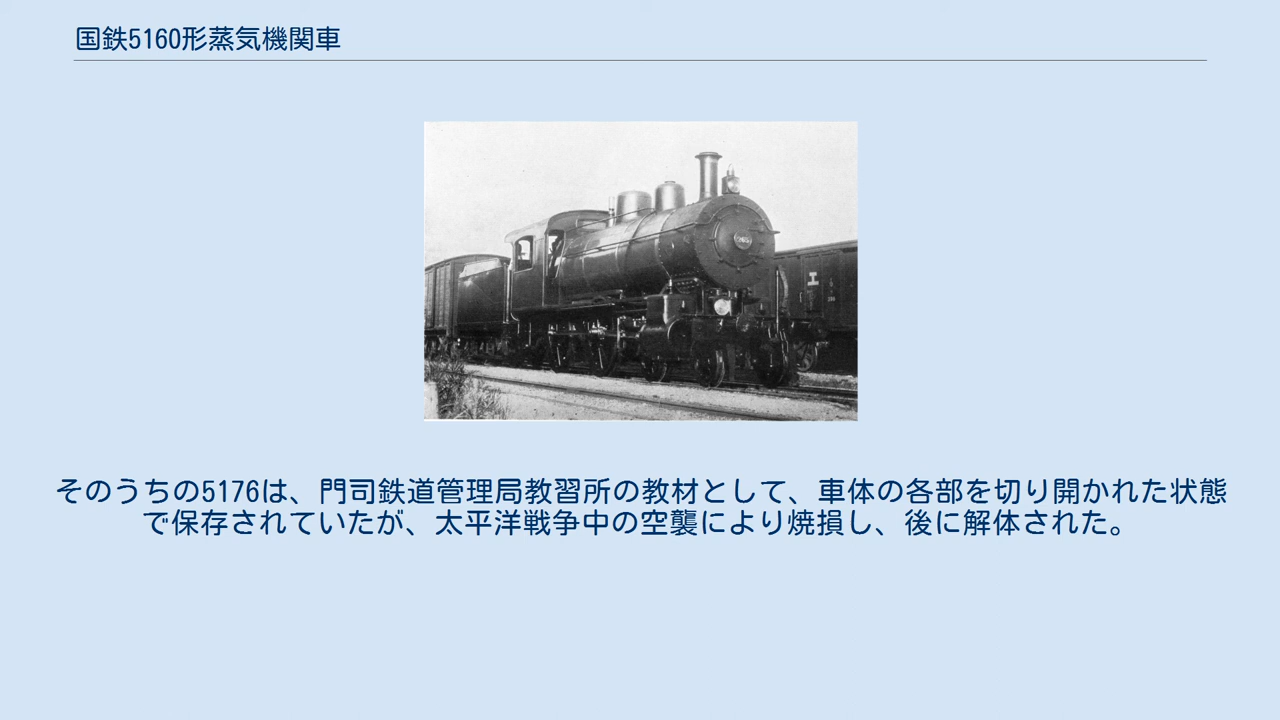 国鉄5160形蒸気機関車
そのうちの5176は、門司鉄道管理局教習所の教材として、車体の各部を切り開かれた状態
で保存されていたが、太平洋戦争中の空襲により焼損し、後に解体された。